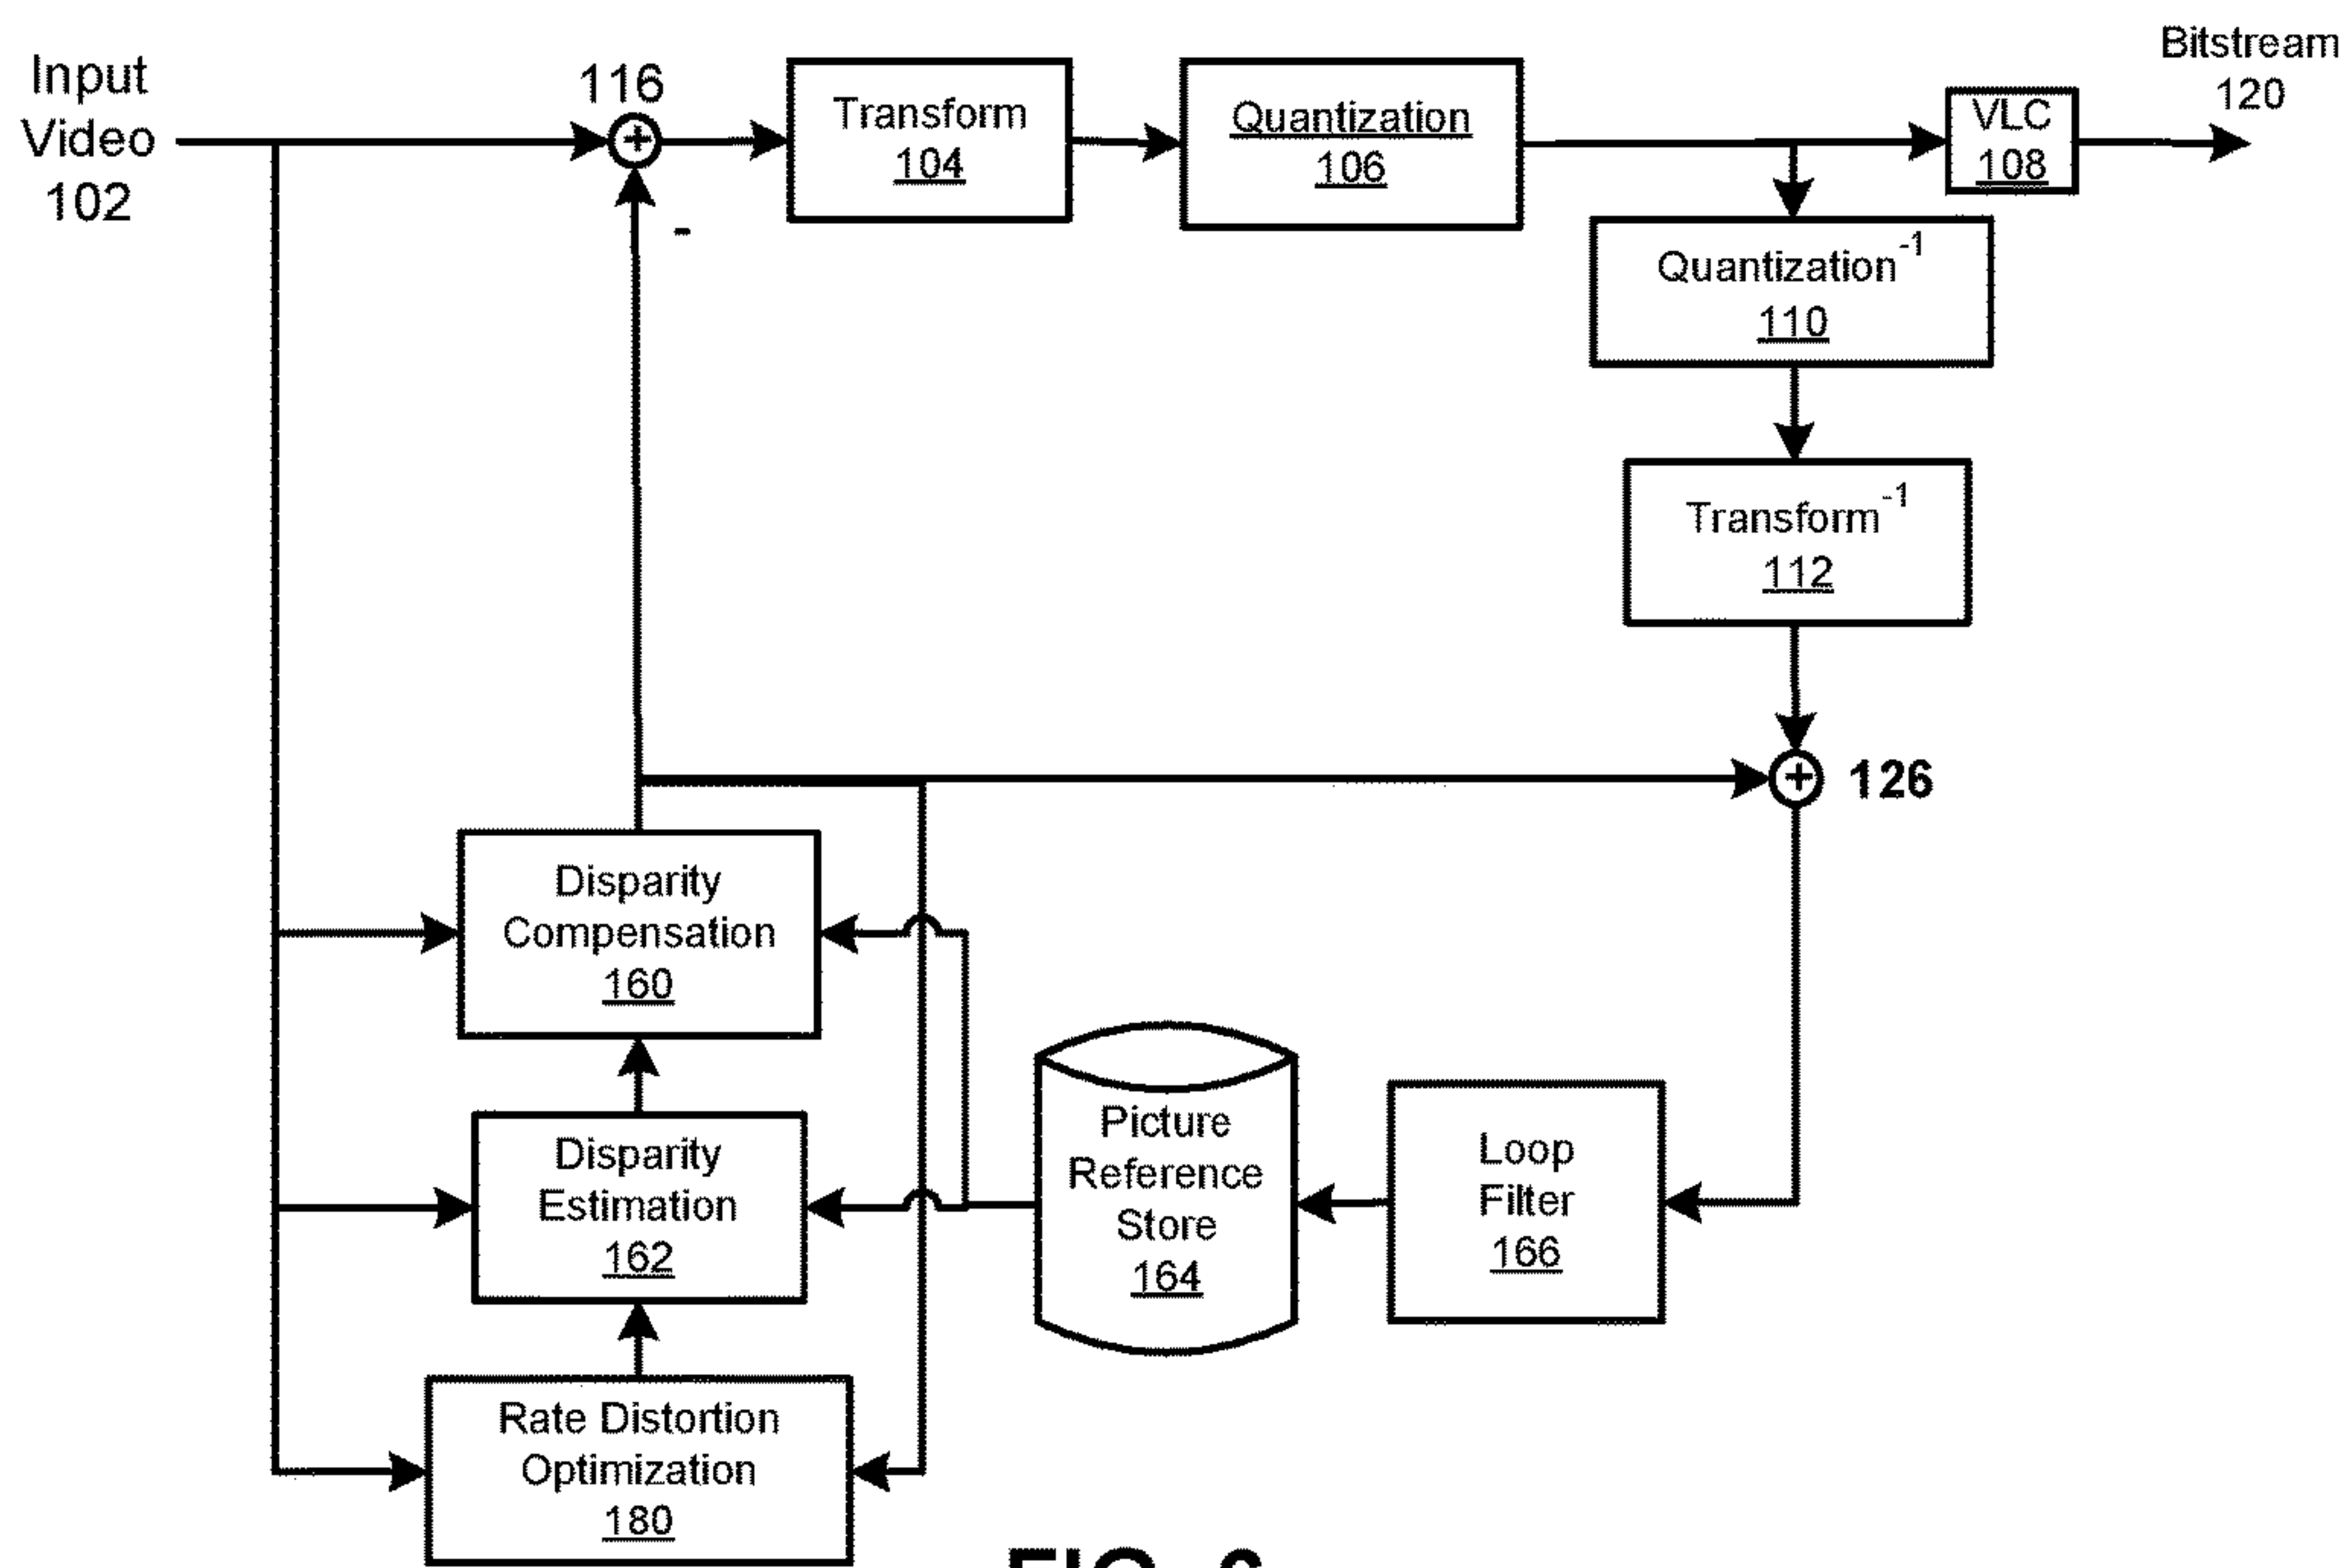 Input
Video
102
116
Transform
104
Quantization
106
VLC
108
Bitstream
120
Quantization-1
110
Transform-1
112
-
+
+
126
Disparity
Compensation
160
Disparity
Estimation
162
Rate Distortion
Optimization
180
Picture
Reference
Store
164
Loop
Filter
166
FIG.